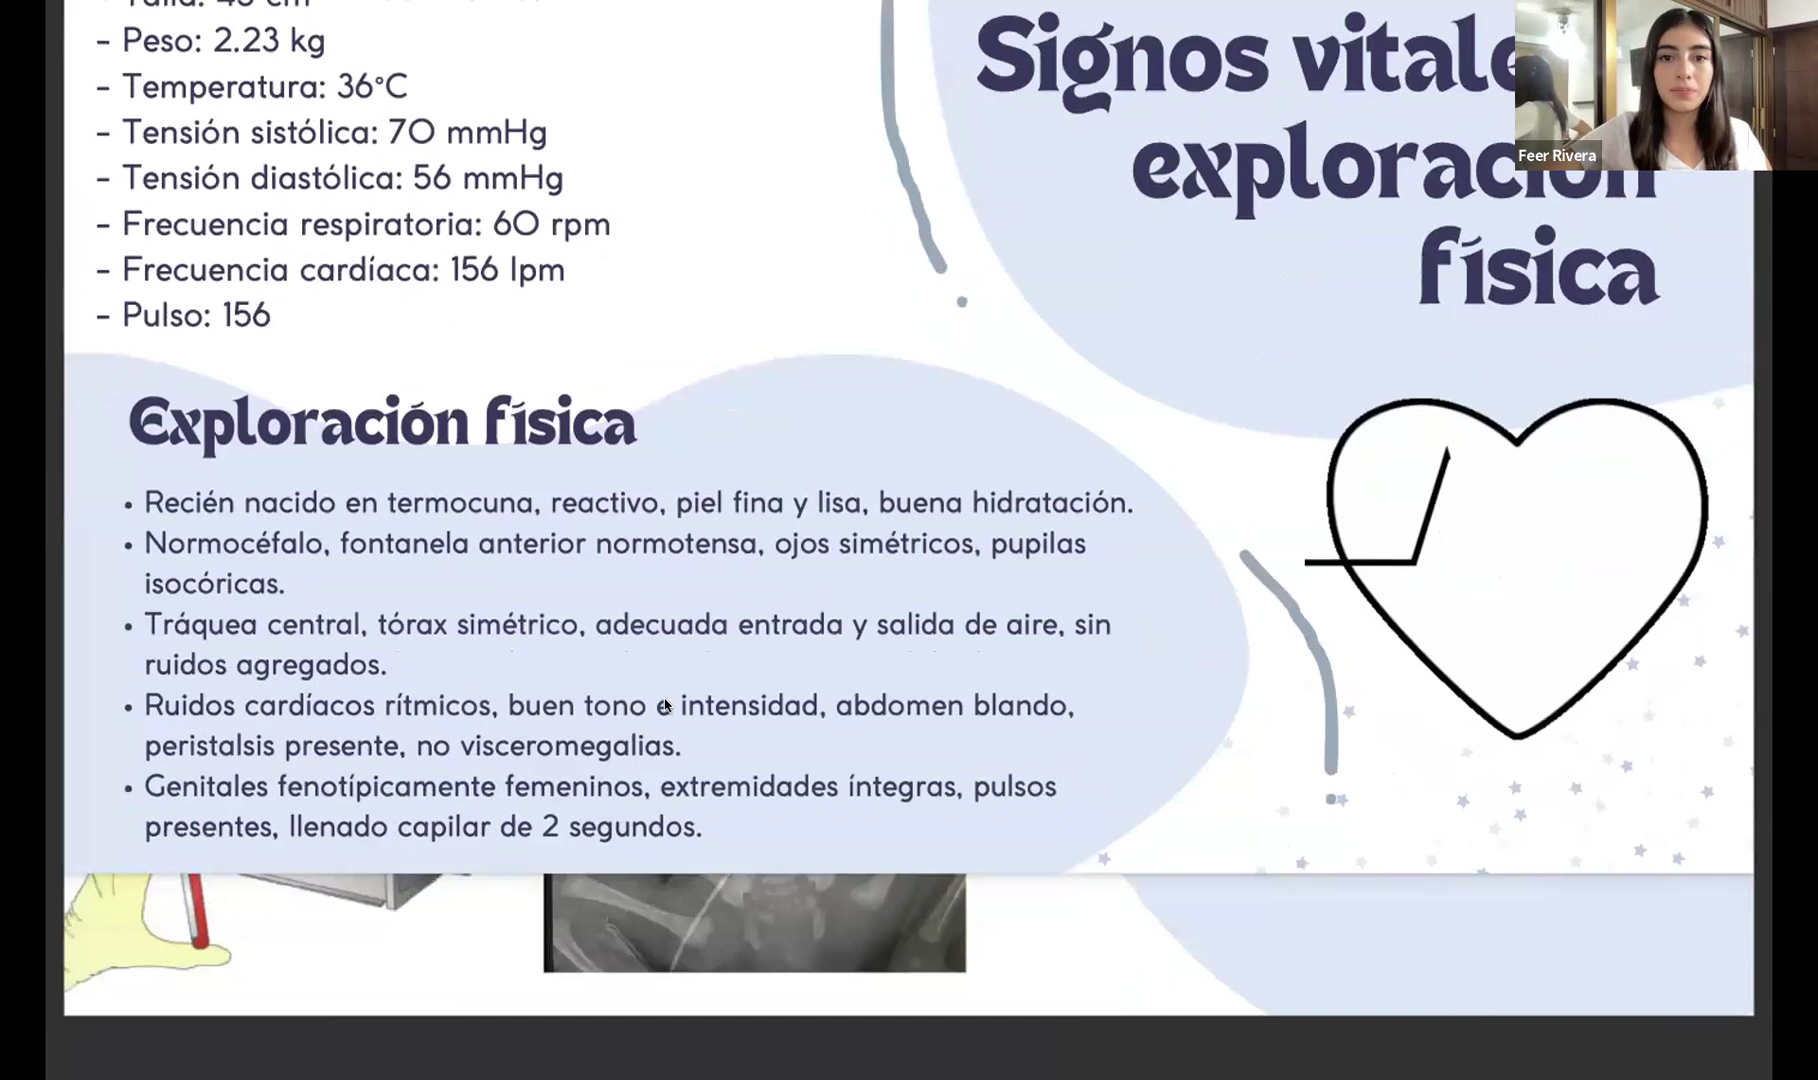 - Peso: 2.23 kg
- Temperatura: 36°C
- Tensión sistólica: 70 mmHg
- Tensión diastólica: 56 mmHg
- Frecuencia respiratoria: 60 rpm
- Frecuencia cardíaca: 156 lpm
- Pulso: 156
Signos
exploración
física
Feer Rivera
Exploración física
• Recién nacido en termocuna, reactivo, piel fina y lisa, buena hidratación.
• Normocéfalo, fontanela anterior normotensa, ojos simétricos, pupilas
isocóricas.
• Tráquea central, tórax simétrico, adecuada entrada y salida de aire, sin
ruidos agregados.
• Ruidos cardíacos rítmicos, buen tono e intensidad, abdomen blando,
peristalsis presente, no visceromegalias.
• Genitales fenotípicamente femeninos, extremidades íntegras, pulsos
presentes, llenado capilar de 2 segundos.